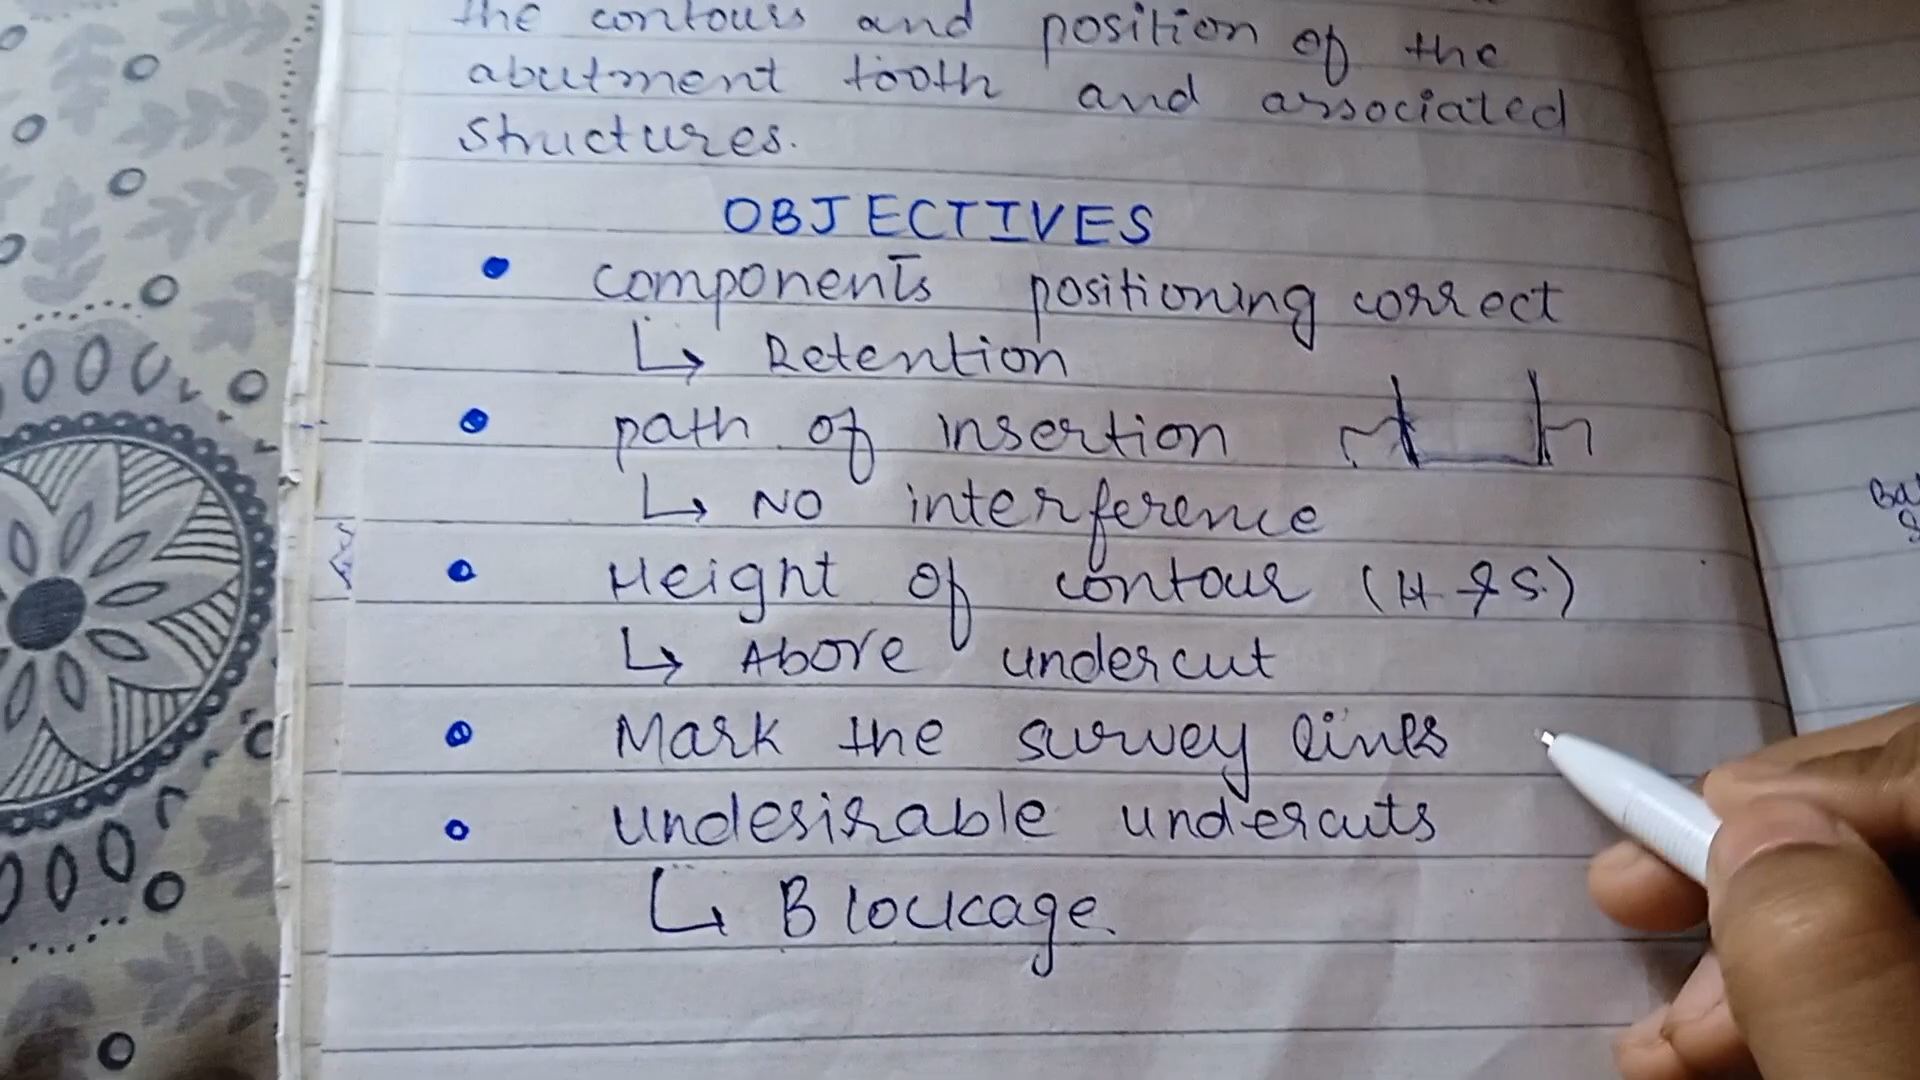 the contours and position of the
abutment tooth and associated
structures.
OBJECTIVES
• components positioning correct
↳ Retention
• path of insertion
↳ NO interference
• Height of contour (H & S.)
↳ Above undercut
• Mark the survey lines
• undesirable undercuts
↳ Blockage.